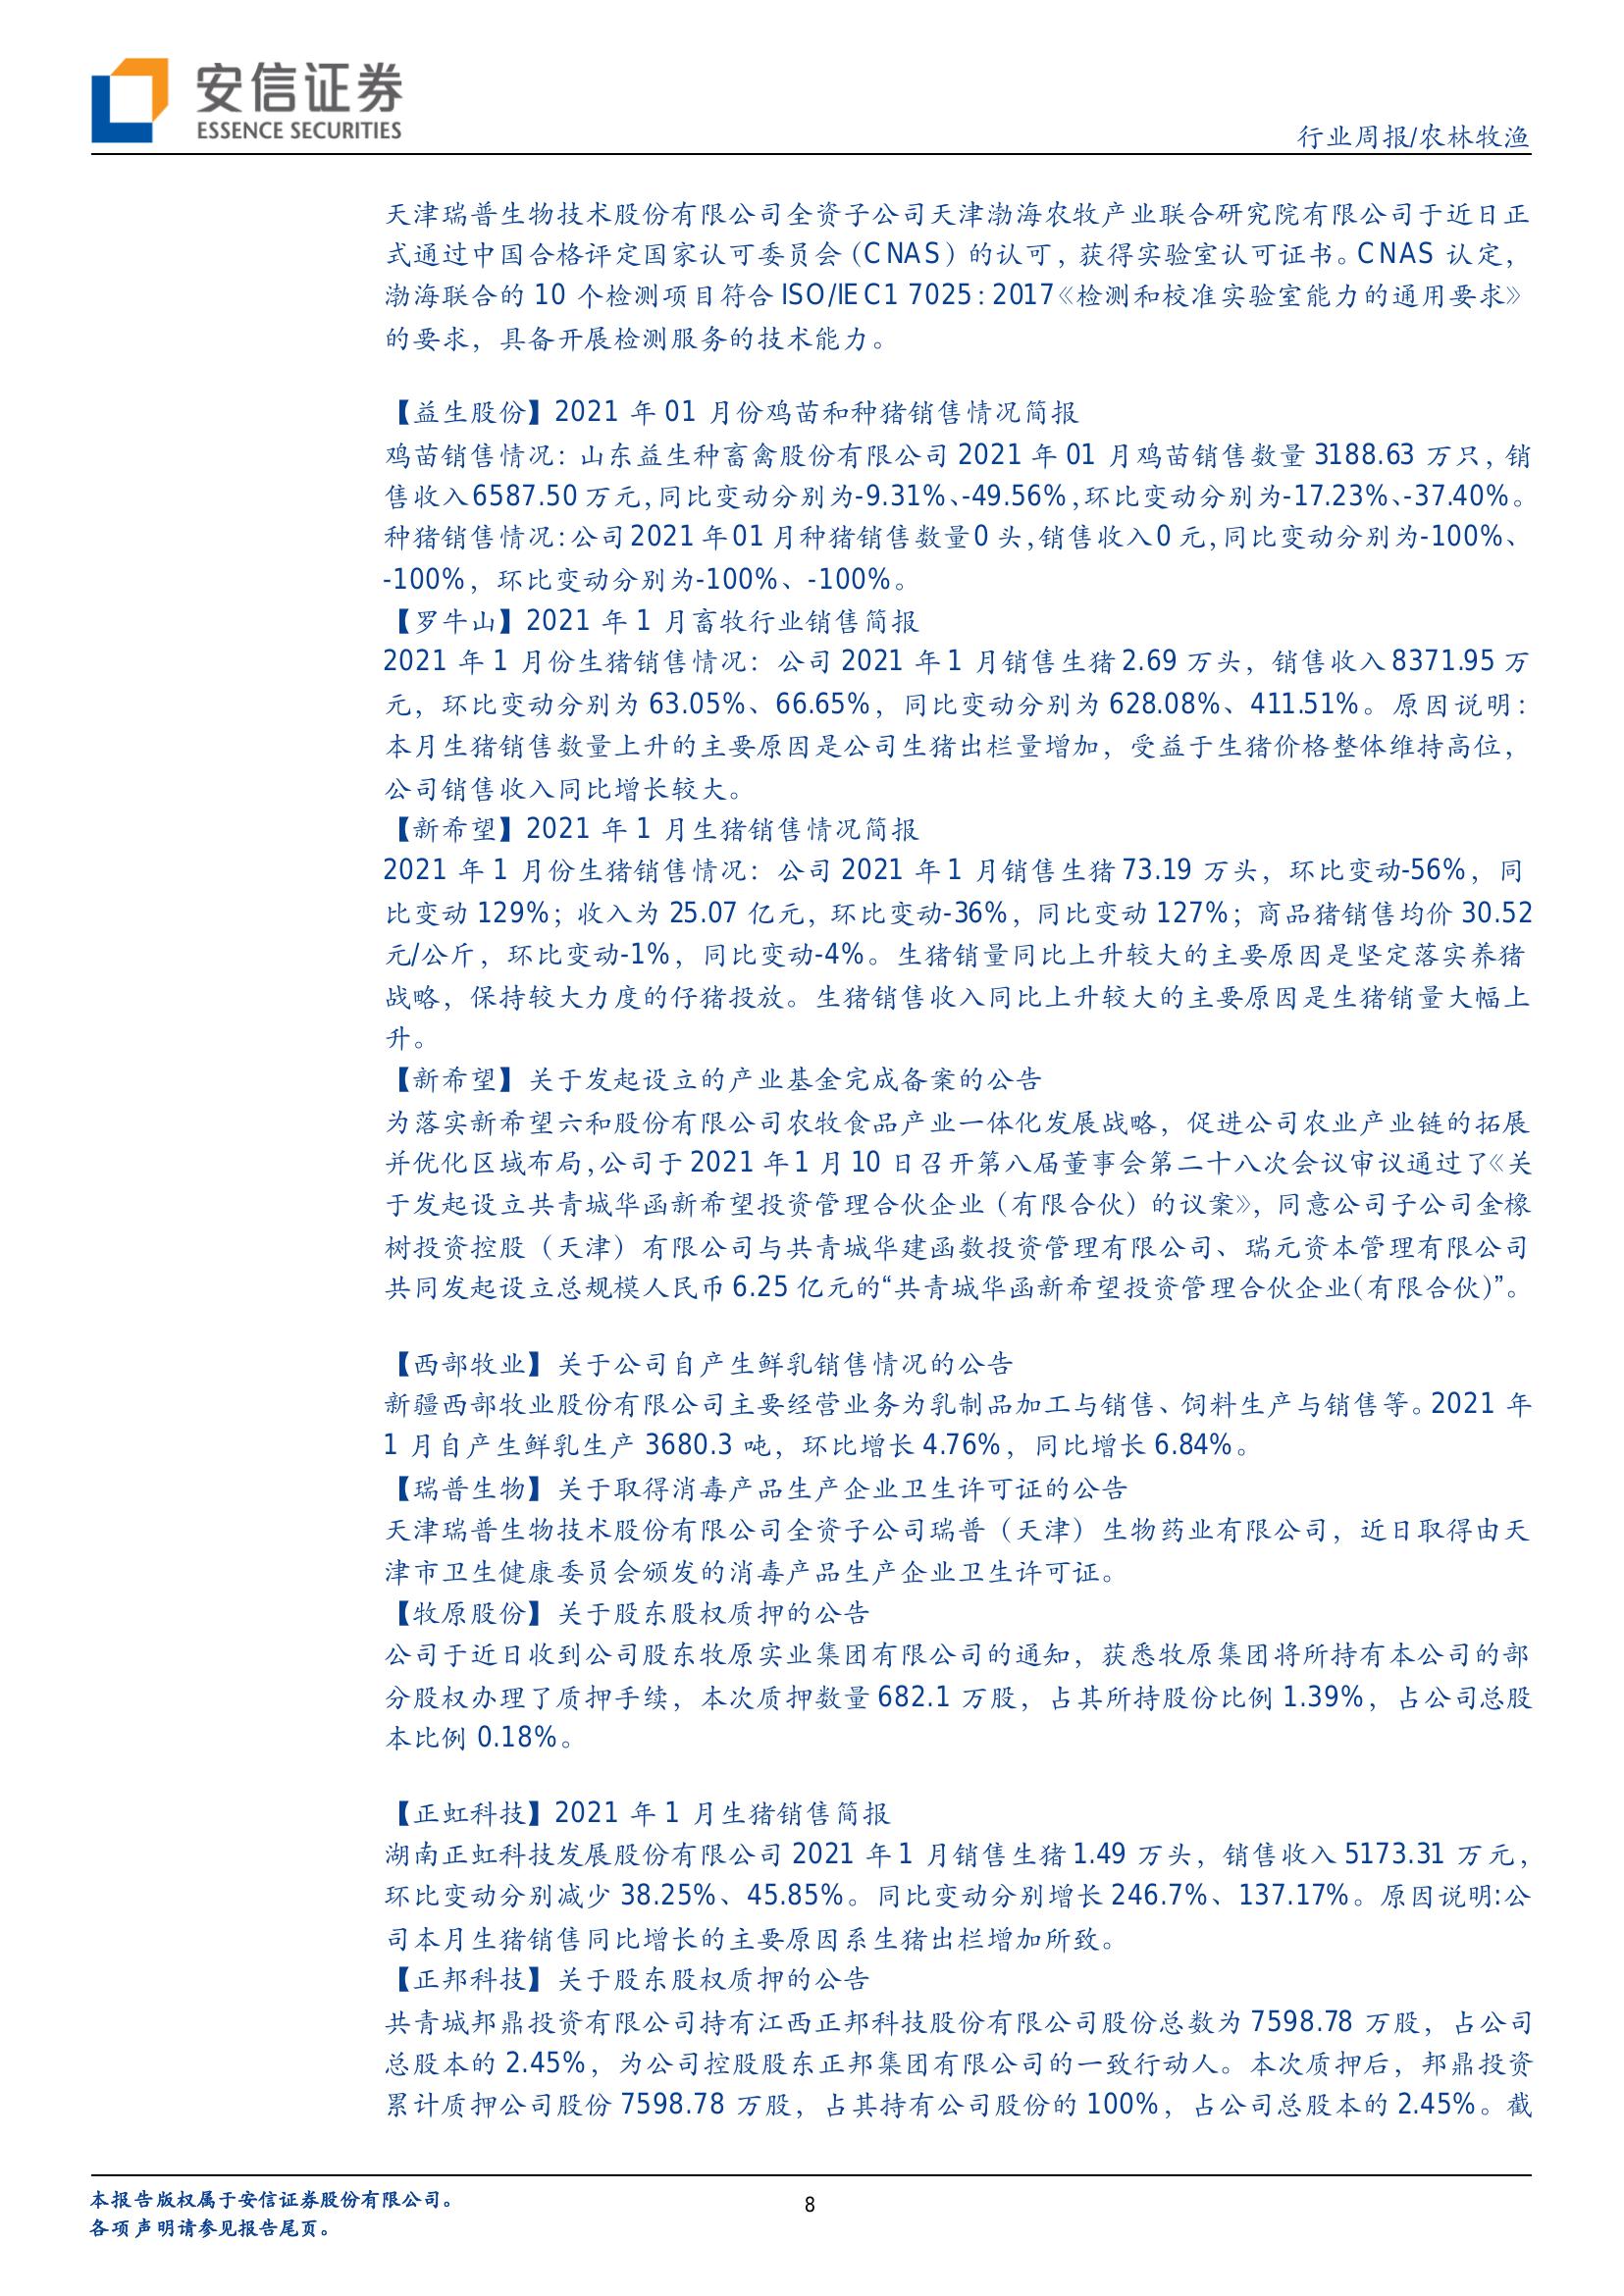 安信证券
ESSENCE SECURITIES
行业周报/农林牧渔
天津瑞普生物技术股份有限公司全资子公司天津渤海农牧产业联合研究院有限公司于近日正
式通过中国合格评定国家认可委员会（CNAS）的认可，获得实验室认可证书。CNAS 认定，
渤海联合的 10 个检测项目符合 ISO/IEC1 7025：2017《检测和校准实验室能力的通用要求》
的要求，具备开展检测服务的技术能力。
【益生股份】2021 年 01 月份鸡苗和种猪销售情况简报
鸡苗销售情况：山东益生种畜禽股份有限公司 2021 年 01 月鸡苗销售数量 3188.63 万只，销
售收入 6587.50 万元，同比变动分别为-9.31%、-49.56%，环比变动分别为-17.23%、-37.40%。
种猪销售情况：公司 2021 年 01 月种猪销售数量 0 头，销售收入 0 元，同比变动分别为-100%、
-100%，环比变动分别为-100%、-100%。
【罗牛山】2021 年 1 月畜牧行业销售简报
2021 年 1 月份生猪销售情况：公司 2021 年 1 月销售生猪 2.69 万头，销售收入 8371.95 万
元，环比变动分别为 63.05%、66.65%，同比变动分别为 628.08%、411.51%。原因说明：
本月生猪销售数量上升的主要原因是公司生猪出栏量增加，受益于生猪价格整体维持高位，
公司销售收入同比增长较大。
【新希望】2021 年 1 月生猪销售情况简报
2021 年 1 月份生猪销售情况：公司 2021 年 1 月销售生猪 73.19 万头，环比变动-56%，同
比变动 129%；收入为 25.07 亿元，环比变动-36%，同比变动 127%；商品猪销售均价 30.52
元/公斤，环比变动-1%，同比变动-4%。生猪销量同比上升较大的主要原因是坚定落实养猪
战略，保持较大力度的仔猪投放。生猪销售收入同比上升较大的主要原因是生猪销量大幅上
升。
【新希望】关于发起设立的产业基金完成备案的公告
为落实新希望六和股份有限公司农牧食品产业一体化发展战略，促进公司农业产业链的拓展
并优化区域布局，公司于 2021 年 1 月 10 日召开第八届董事会第二十八次会议审议通过了《关
于发起设立共青城华函新希望投资管理合伙企业（有限合伙）的议案》，同意公司子公司金橡
树投资控股（天津）有限公司与共青城华建函数投资管理有限公司、瑞元资本管理有限公司
共同发起设立总规模人民币 6.25 亿元的“共青城华函新希望投资管理合伙企业（有限合伙）”。
【西部牧业】关于公司自产生鲜乳销售情况的公告
新疆西部牧业股份有限公司主要经营业务为乳制品加工与销售、饲料生产与销售等。2021 年
1 月自产生鲜乳生产 3680.3 吨，环比增长 4.76%，同比增长 6.84%。
【瑞普生物】关于取得消毒产品生产企业卫生许可证的公告
天津瑞普生物技术股份有限公司全资子公司瑞普（天津）生物药业有限公司，近日取得由天
津市卫生健康委员会颁发的消毒产品生产企业卫生许可证。
【牧原股份】关于股东股权质押的公告
公司于近日收到公司股东牧原实业集团有限公司的通知，获悉牧原集团将所持有本公司的部
分股权办理了质押手续，本次质押数量 682.1 万股，占其所持股份比例 1.39%，占公司总股
本比例 0.18%。
【正虹科技】2021 年 1 月生猪销售简报
湖南正虹科技发展股份有限公司 2021 年 1 月销售生猪 1.49 万头，销售收入 5173.31 万元，
环比变动分别减少 38.25%、45.85%。同比变动分别增长 246.7%、137.17%。原因说明:公
司本月生猪销售同比增长的主要原因系生猪出栏增加所致。
【正邦科技】关于股东股权质押的公告
共青城邦鼎投资有限公司持有江西正邦科技股份有限公司股份总数为 7598.78 万股，占公司
总股本的 2.45%，为公司控股股东正邦集团有限公司的一致行动人。本次质押后，邦鼎投资
累计质押公司股份 7598.78 万股，占其持有公司股份的 100%，占公司总股本的 2.45%。截
本报告版权属于安信证券股份有限公司。
8
各项声明请参见报告尾页。